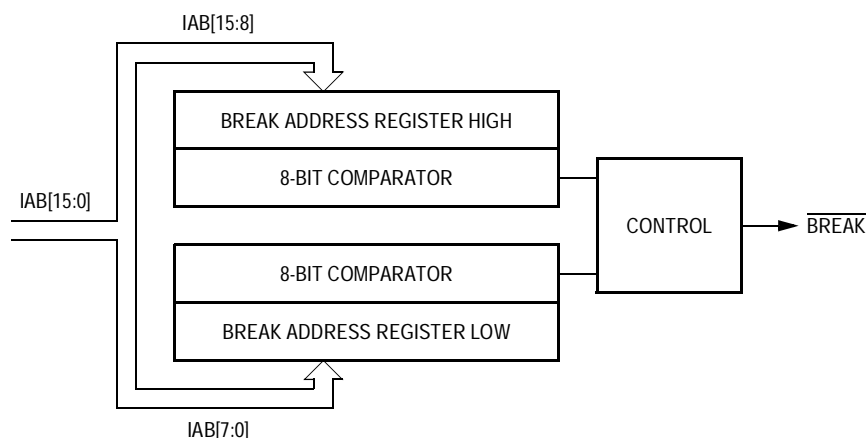 IAB[15:8]
BREAK ADDRESS REGISTER HIGH
8-BIT COMPARATOR
IAB[15:0]
CONTROL
BREAK
8-BIT COMPARATOR
BREAK ADDRESS REGISTER LOW
IAB[7:0]